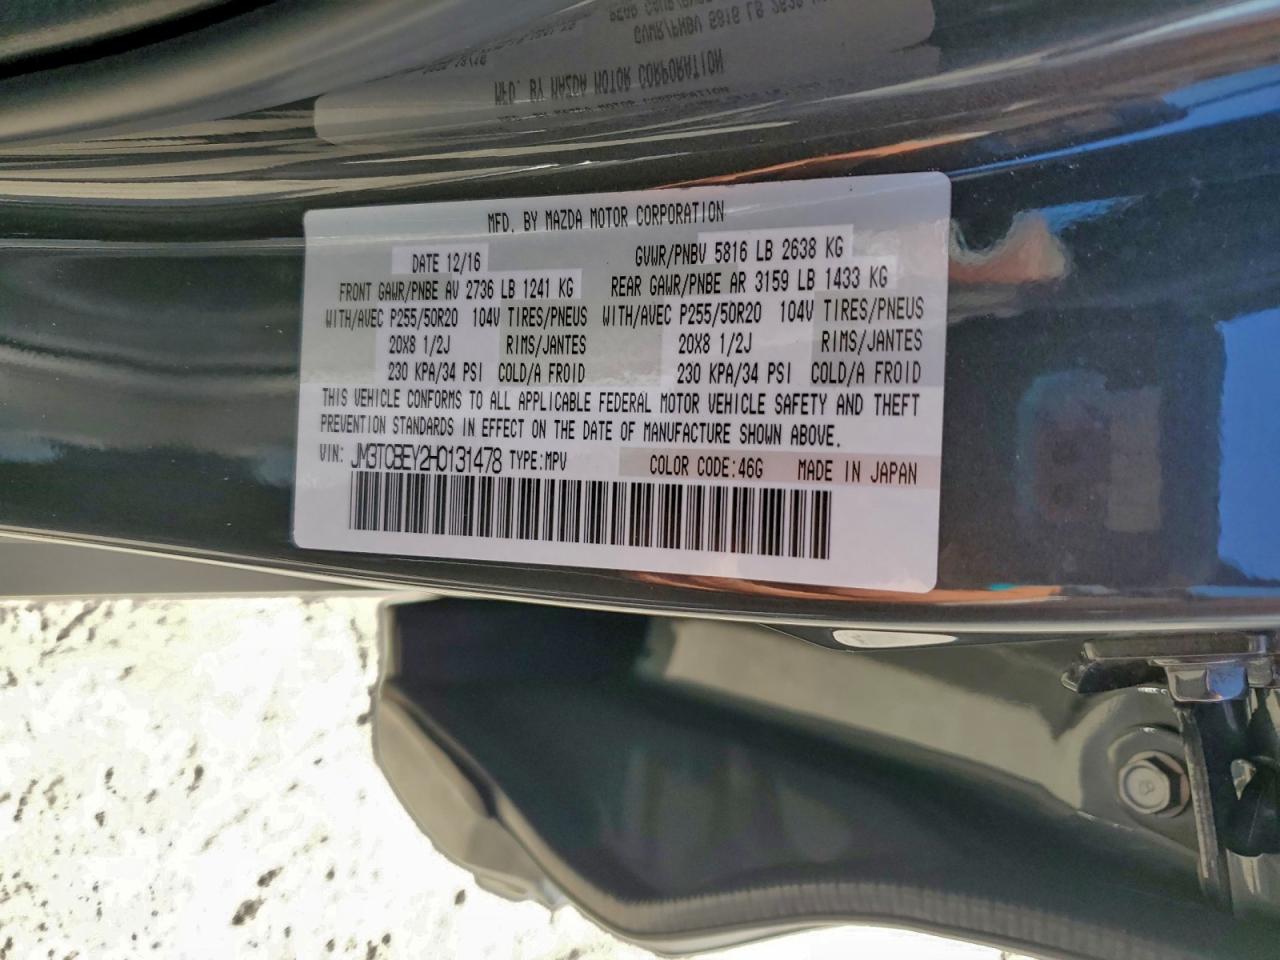 MFD. BY MAZDA MOTOR CORPORATION
DATE 12/16 GVWR/PNBV 5816 LB 2638 KG
FRONT GAWR/PNBE AV 2736 LB 1241 KG REAR GAWR/PNBE AR 3159 LB 1433 KG
WITH/AVEC P255/50R20 104V TIRES/PNEUS WITH/AVEC P255/50R20 104V TIRES/PNEUS
20X8 1/2J RIMS/JANTES 20X8 1/2J RIMS/JANTES
230 KPA/34 PSI COLD/A FROID 230 KPA/34 PSI COLD/A FROID
THIS VEHICLE CONFORMS TO ALL APPLICABLE FEDERAL MOTOR VEHICLE SAFETY AND THEFT
PREVENTION STANDARDS IN EFFECT ON THE DATE OF MANUFACTURE SHOWN ABOVE.
VIN: JM3TCBEY2H0131478 TYPE:MPV COLOR CODE:46G MADE IN JAPAN